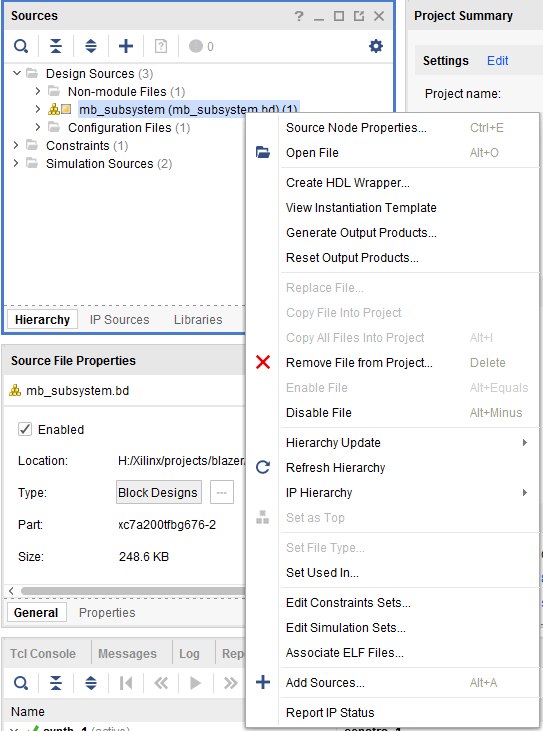 Sources
Project Summary
0
Settings Edit
Project name:
Design Sources (3)
Non-module Files (1)
mb_subsystem (mb_subsystem.bd) (1)
Configuration Files (1)
Constraints (1)
Simulation Sources (2)
Hierarchy IP Sources Libraries
Source Node Properties... Ctrl+E
Open File Alt+O
Create HDL Wrapper...
View Instantiation Template
Generate Output Products...
Reset Output Products...
Replace File...
Copy File Into Project
Copy All Files Into Project Alt+I
Remove File from Project... Delete
Enable File Alt+Equals
Disable File Alt+Minus
Hierarchy Update
Refresh Hierarchy
IP Hierarchy
Set as Top
Set File Type...
Set Used In...
Edit Constraints Sets...
Edit Simulation Sets...
Associate ELF Files...
Add Sources... Alt+A
Report IP Status
Source File Properties
mb_subsystem.bd
Enabled
Location: H:/Xilinx/projects/blazer/
Type: Block Designs ...
Part: xc7a200tfbg676-2
Size: 248.6 KB
General Properties
Tcl Console Messages Log Rep
Name
synth_1 (active)
constrs_1